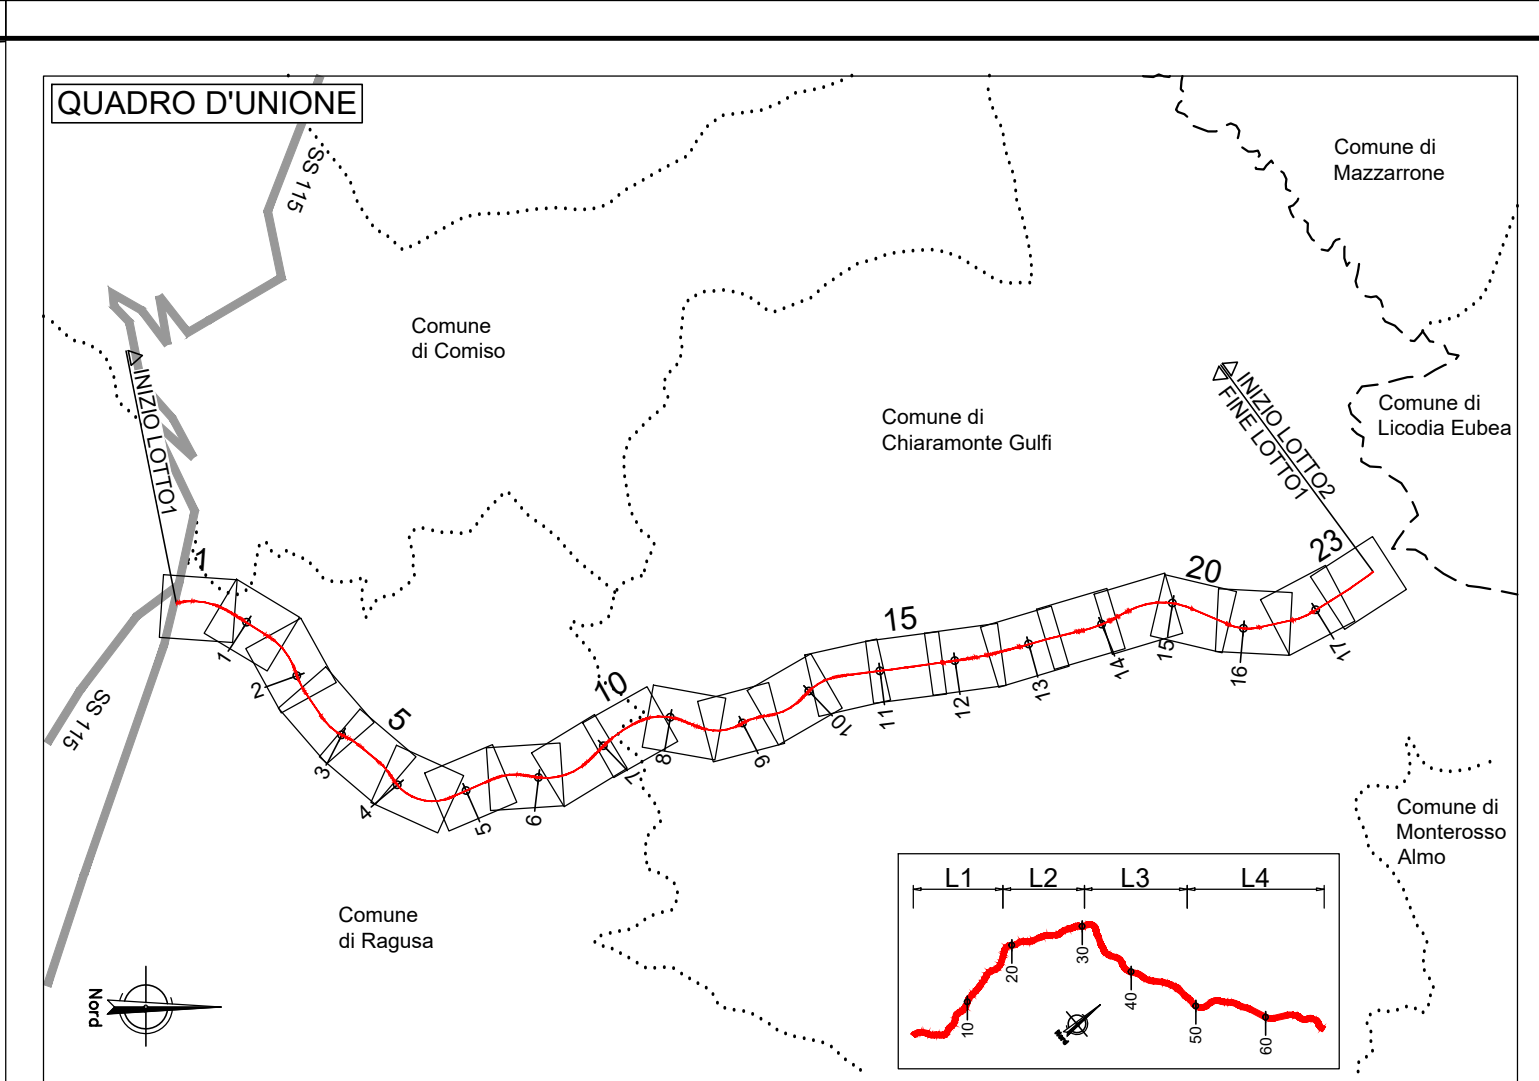 QUADRO D'UNIONE
SS 115
Comune di
Mazzarrone
Comune
di Comiso
INIZIO LOTTO1
Comune di
Chiaramonte Gulfi
INIZIO LOTTO2
FINE LOTTO1
Comune di
Licodia Eubea
1
5
10
15
20
23
1
2
3
4
5
6
7
8
9
10
11
12
13
14
15
16
17
SS 115
Comune
di Ragusa
Comune di
Monterosso
Almo
Nord
L1
L2
L3
L4
10
20
30
40
50
60
Nord